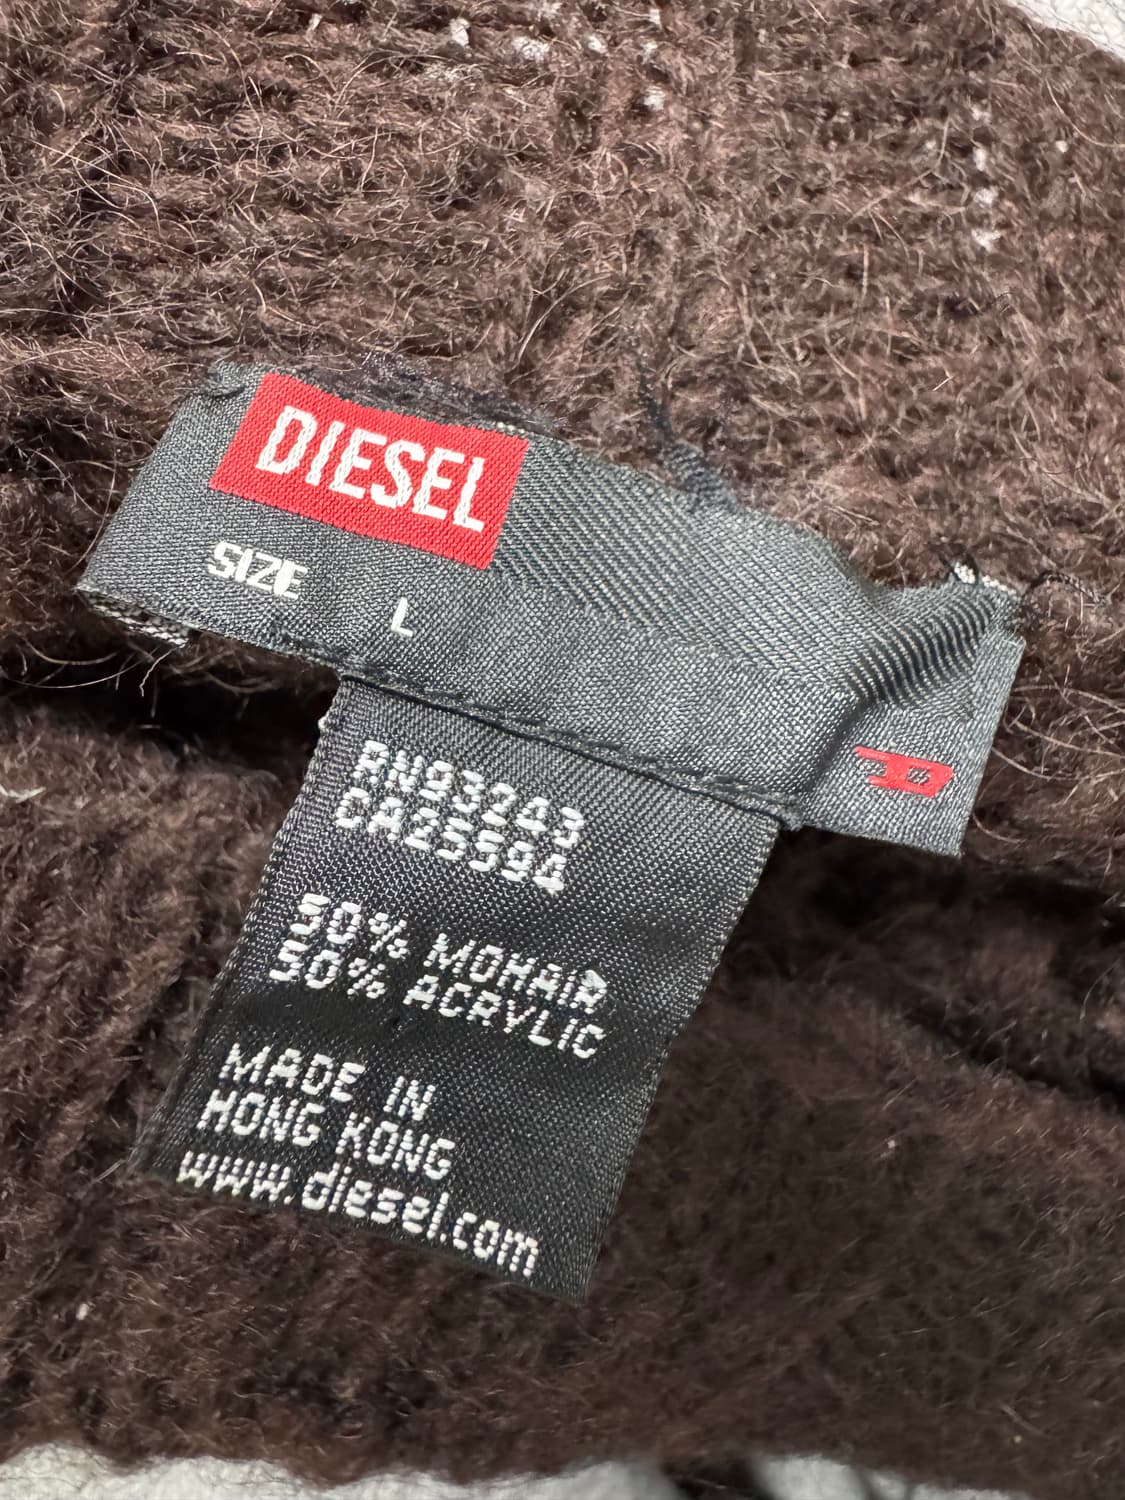 DIESEL
SIZE L
D
RN93243
CA25594
50% MOHAIR
50% ACRYLIC
MADE IN
HONG KONG
www.diesel.com